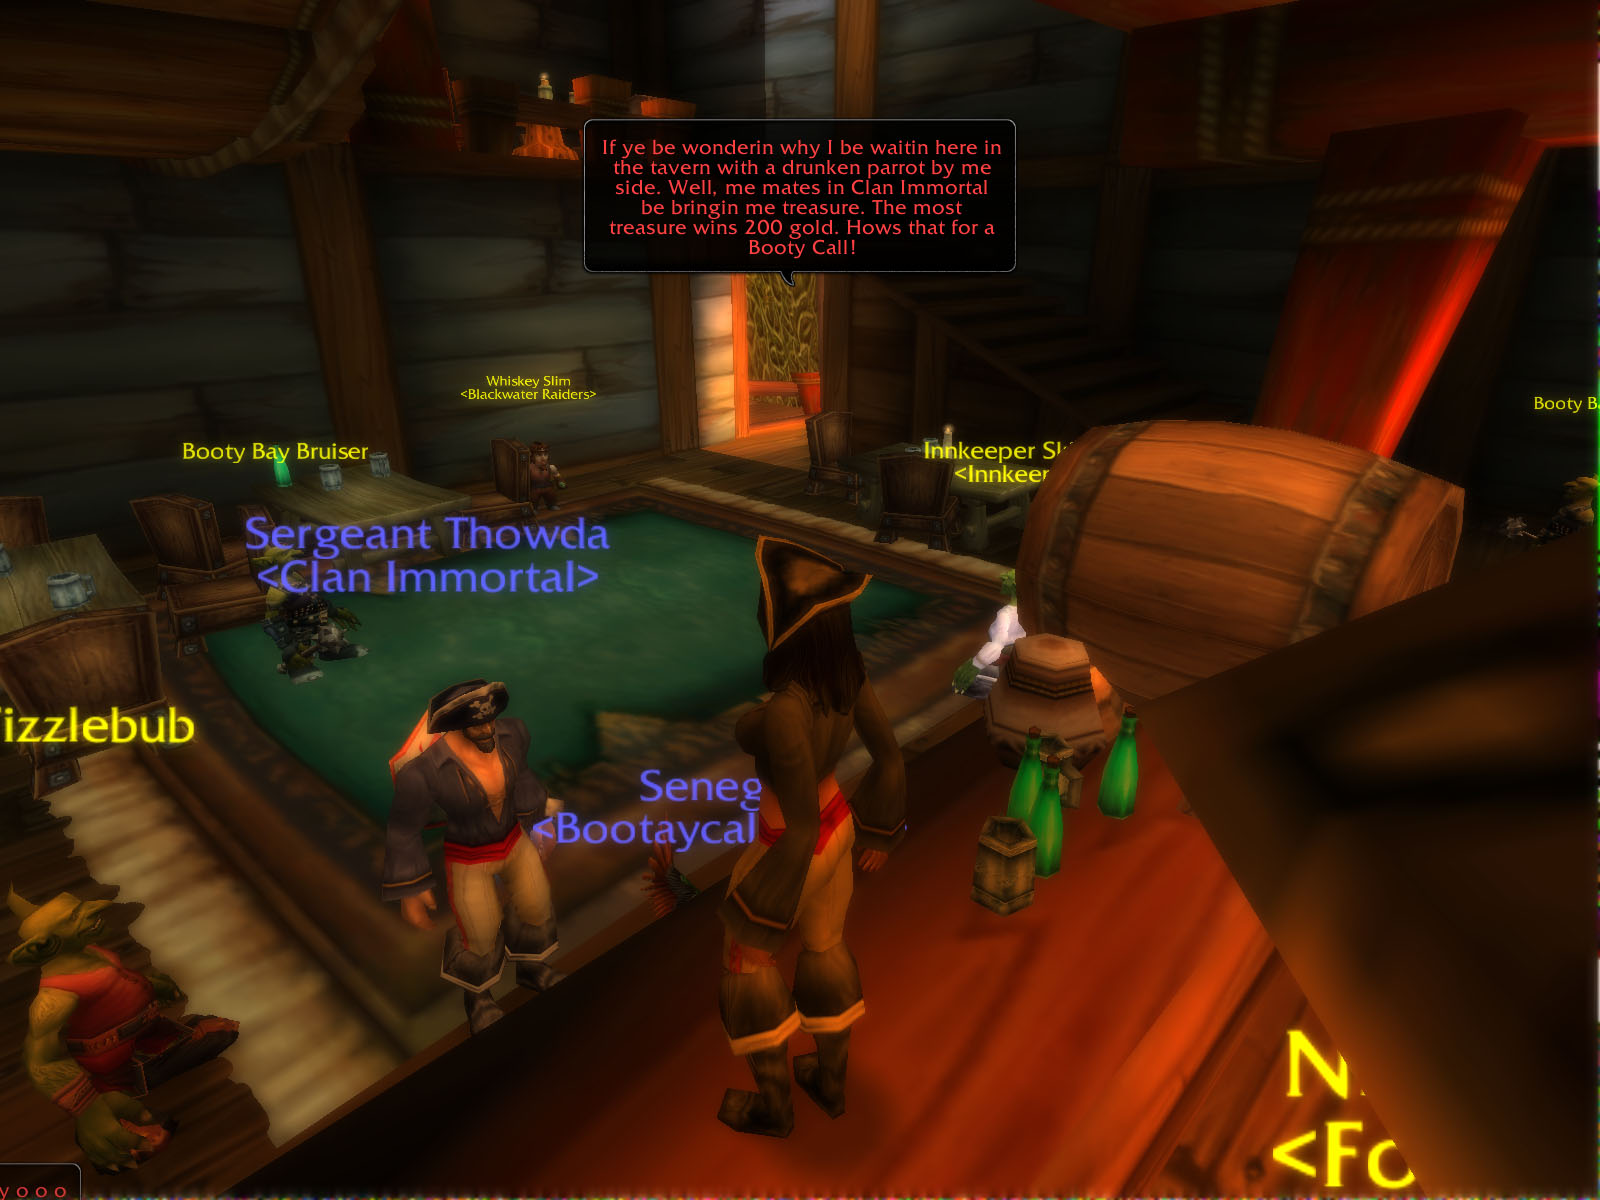 If ye be wonderin why I be waitin here in
the tavern with a drunken parrot by me
side. Well, me mates in Clan Immortal
be bringin me treasure. The most
treasure wins 200 gold. Hows that for a
Booty Call!
Whiskey Slim
<Blackwater Raiders>
Booty
Booty Bay Bruiser
Innkeeper
Sergeant Thowda
<Clan Immortal>
izzlebub
Seneg
<Bootaycal
y o o o